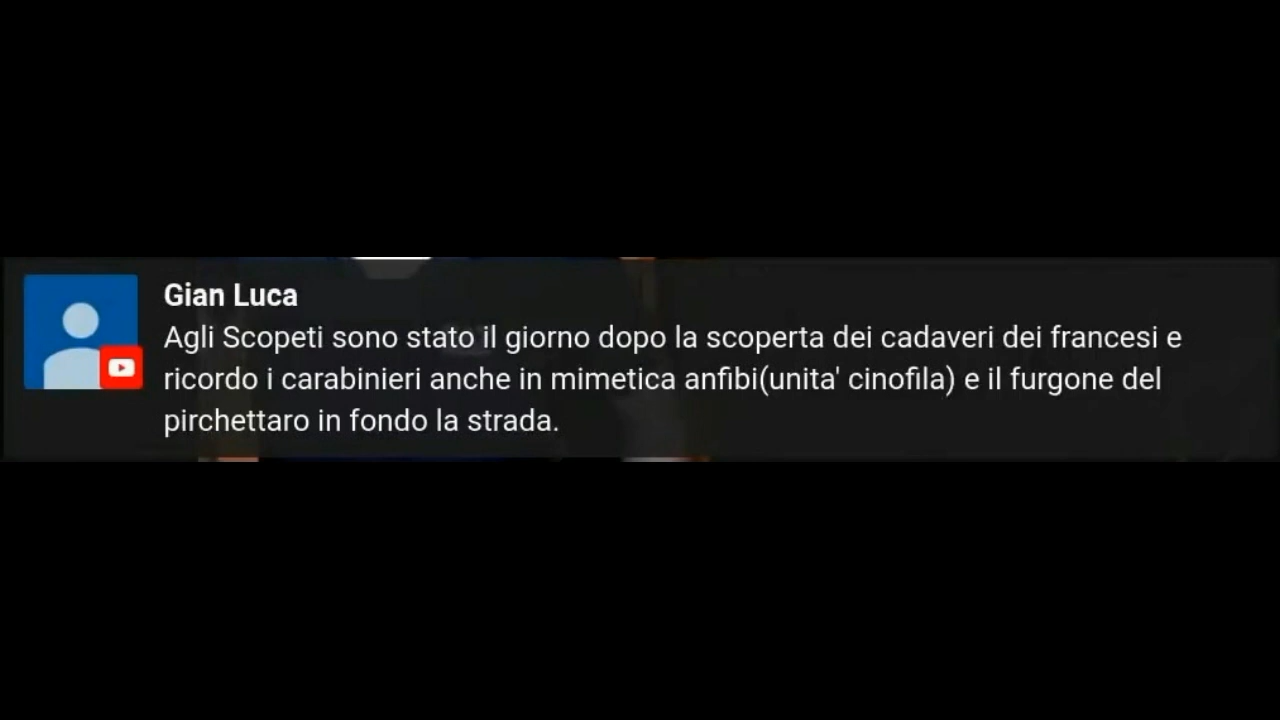 Gian Luca
Agli Scopeti sono stato il giorno dopo la scoperta dei cadaveri dei francesi e
ricordo i carabinieri anche in mimetica anfibi(unita' cinofila) e il furgone del
pirchettaro in fondo la strada.